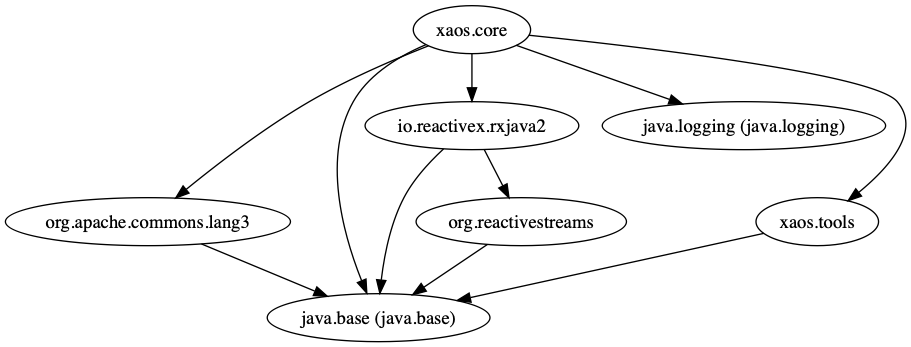 xaos.core
io.reactivex.rxjava2
java.logging (java.logging)
org.apache.commons.lang3
org.reactivestreams
xaos.tools
java.base (java.base)